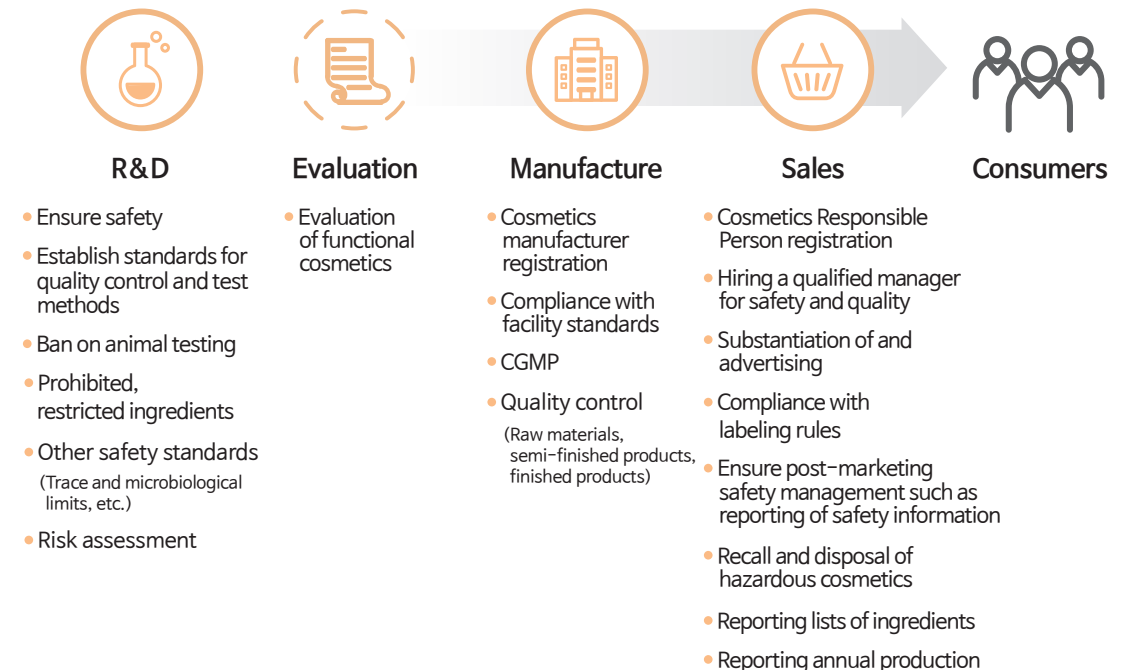 R&D
Ensure safety
Establish standards for
quality control and test
methods
Ban on animal testing
Prohibited,
restricted ingredients
Other safety standards
(Trace and microbiological
limits, etc.)
Risk assessment
Evaluation
Evaluation
of functional
cosmetics
Manufacture
Cosmetics
manufacturer
registration
Compliance with
facility standards
CGMP
Quality control
(Raw materials,
semi-finished products,
finished products)
Sales
Cosmetics Responsible
Person registration
Hiring a qualified manager
for safety and quality
Substantiation of and
advertising
Compliance with
labeling rules
Ensure post-marketing
safety management such as
reporting of safety information
Recall and disposal of
hazardous cosmetics
Reporting lists of ingredients
Reporting annual production
Consumers